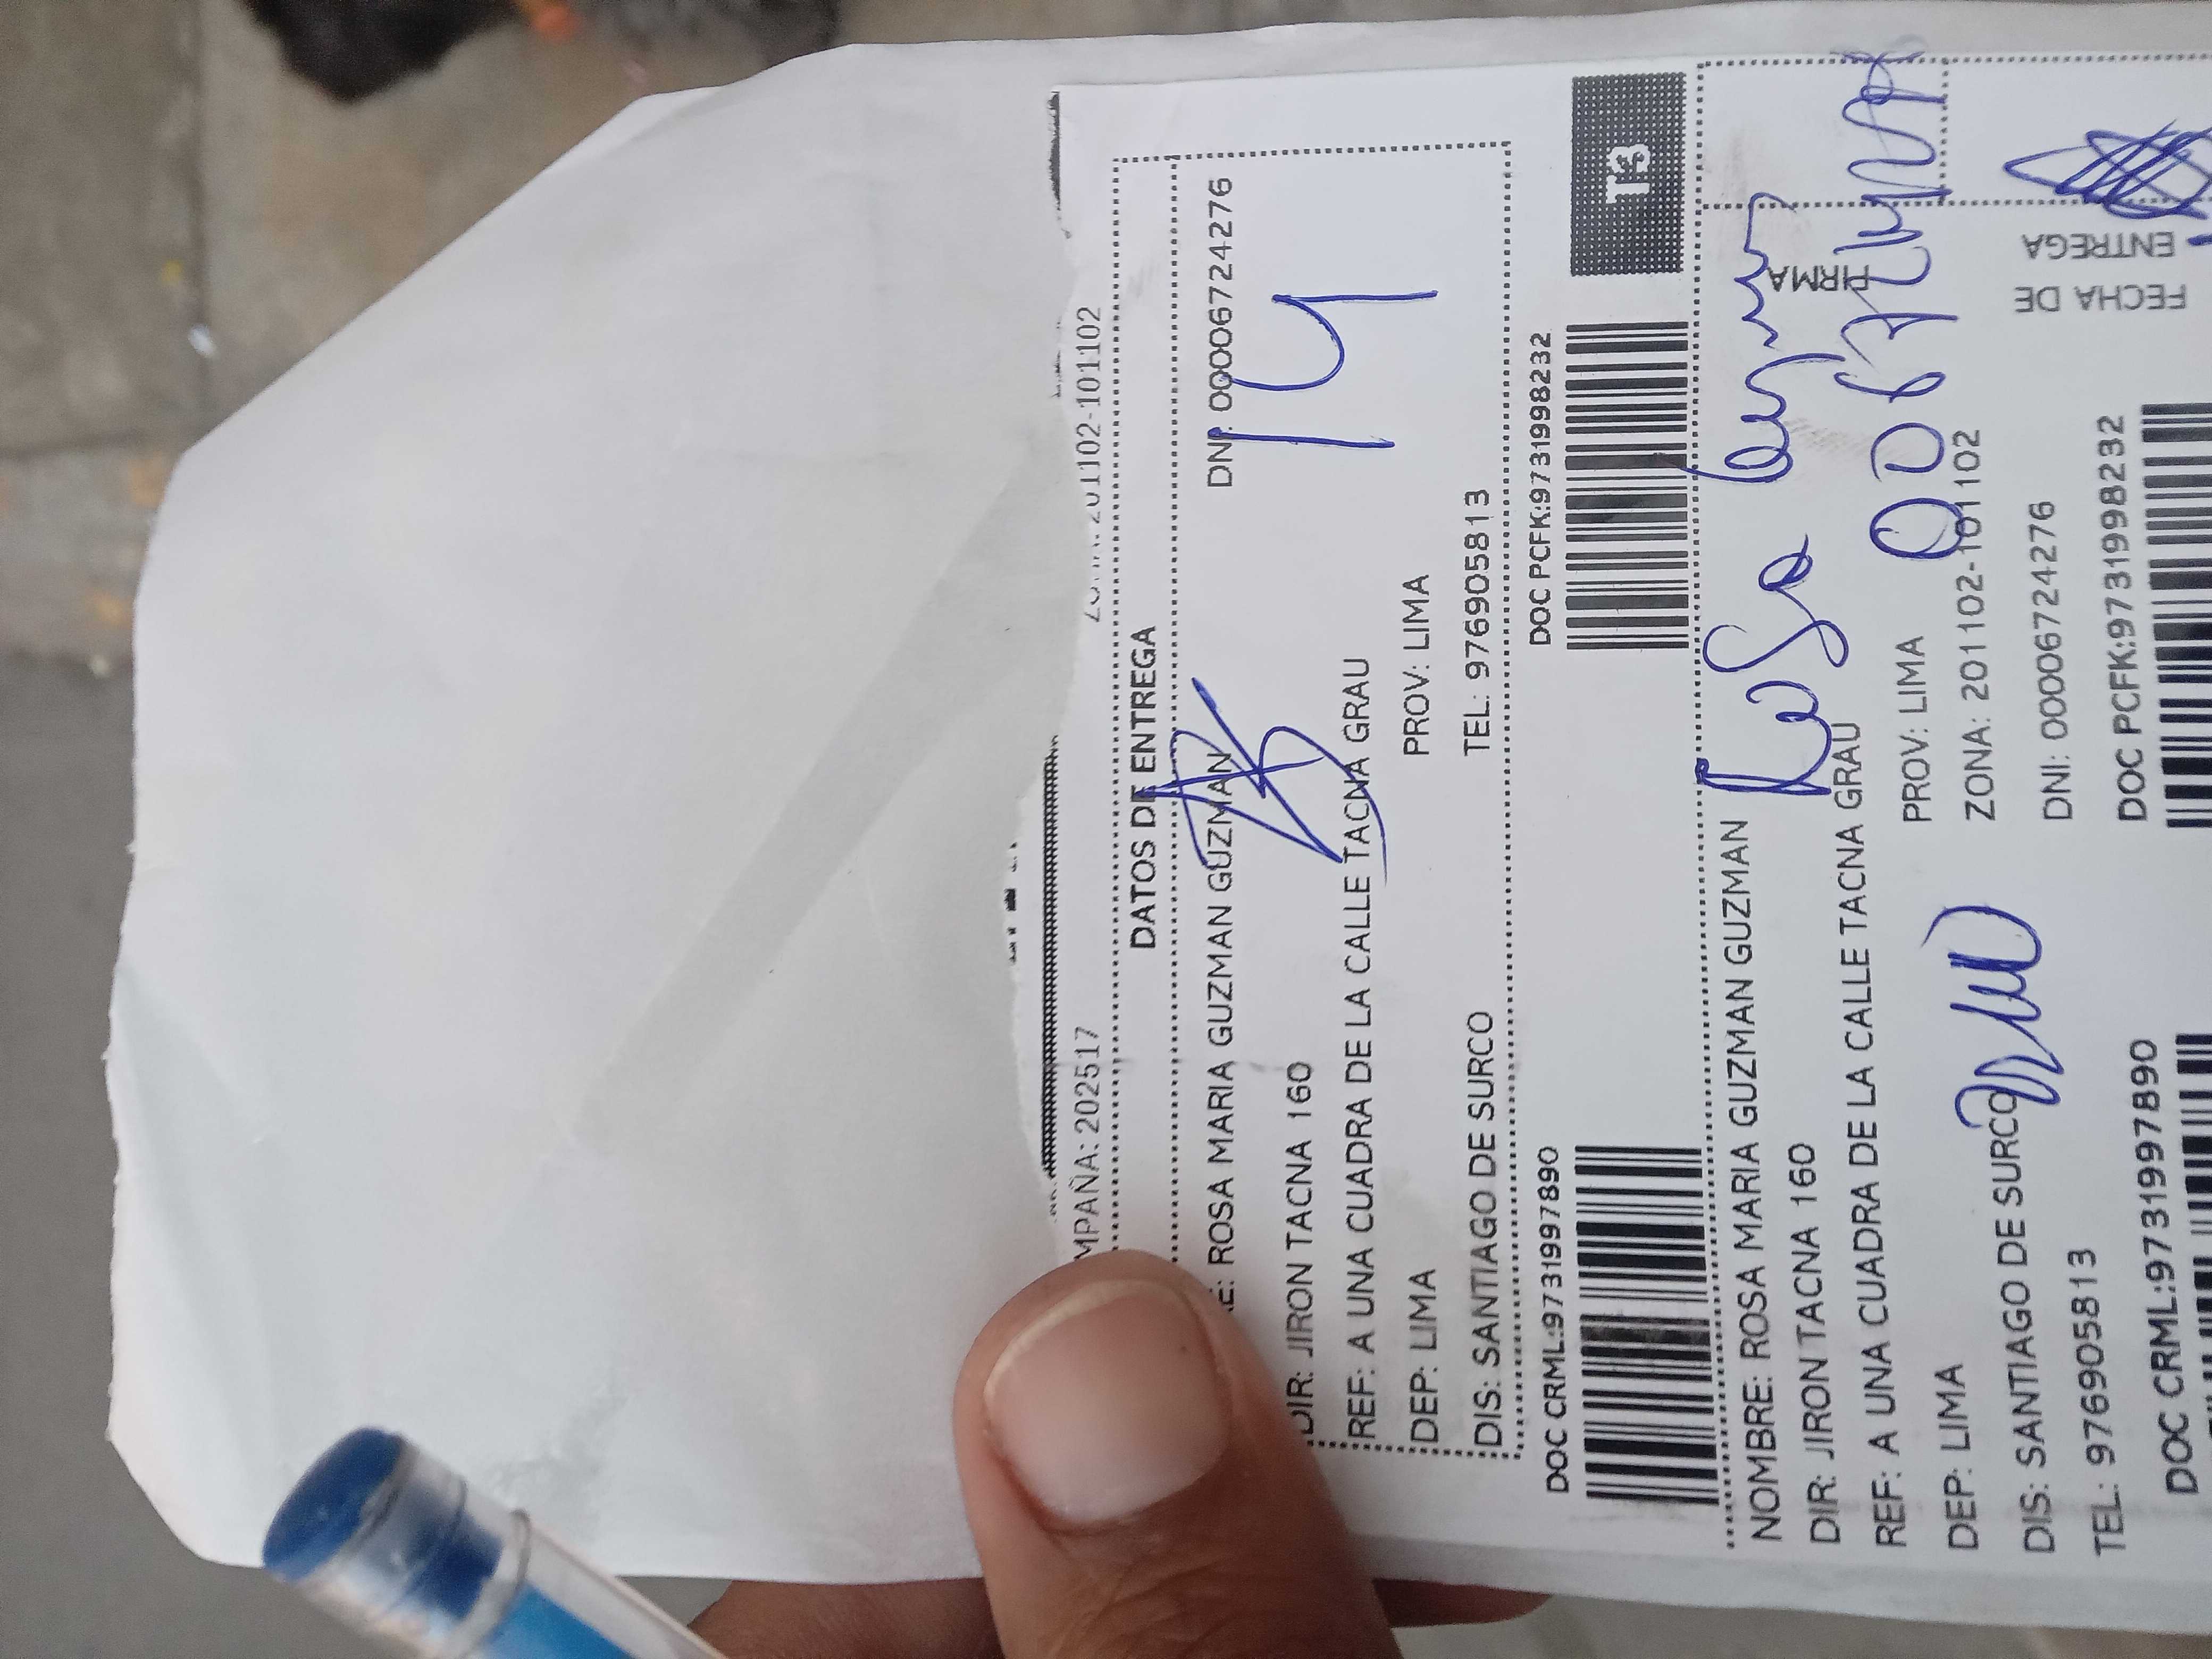 MPAÑA: 202517
201102-101102
DATOS DE ENTREGA
E: ROSA MARIA GUZMAN GUZMAN
DNI: 00006724276
DIR: JIRON TACNA 160
14
REF: A UNA CUADRA DE LA CALLE TACNA GRAU
DEP: LIMA PROV: LIMA
DIS: SANTIAGO DE SURCO TEL: 976905813
DOC CRML:9731997890 DOC PCFK:9731998232
T3
NOMBRE: ROSA MARIA GUZMAN GUZMAN
Rosa Guzman
DIR: JIRON TACNA 160
FIRMA
REF: A UNA CUADRA DE LA CALLE TACNA GRAU
DEP: LIMA PROV: LIMA
DIS: SANTIAGO DE SURCO ZONA: 201102-101102
TEL: 976905813 DNI: 00006724276
FECHA DE
ENTREGA
DOC CRML:9731997890 DOC PCFK:9731998232